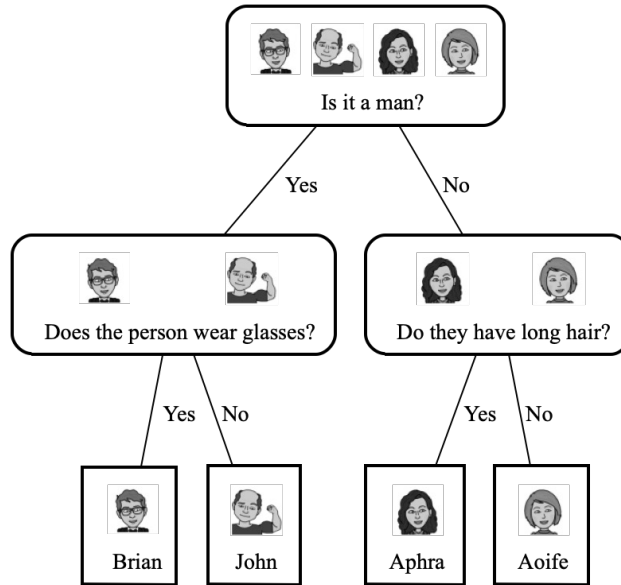 Is it a man?
Yes
No
Does the person wear glasses?
Do they have long hair?
Yes
No
Yes
No
Brian
John
Aphra
Aoife